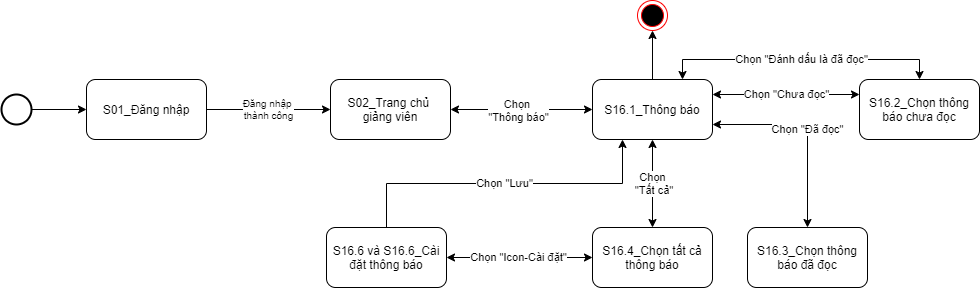 Chọn "Đánh dấu là đã đọc"
S01_Đăng nhập
Đăng nhập
thành công
S02_Trang chủ
giảng viên
Chọn
"Thông báo"
S16.1_Thông báo
Chọn "Chưa đọc"
S16.2_Chọn thông
báo chưa đọc
Chọn "Đã đọc"
Chọn "Lưu"
Chọn
"Tất cả"
S16.6 và S16.6_Cài
đặt thông báo
Chọn "Icon-Cài đặt"
S16.4_Chọn tất cả
thông báo
S16.3_Chọn thông
báo đã đọc